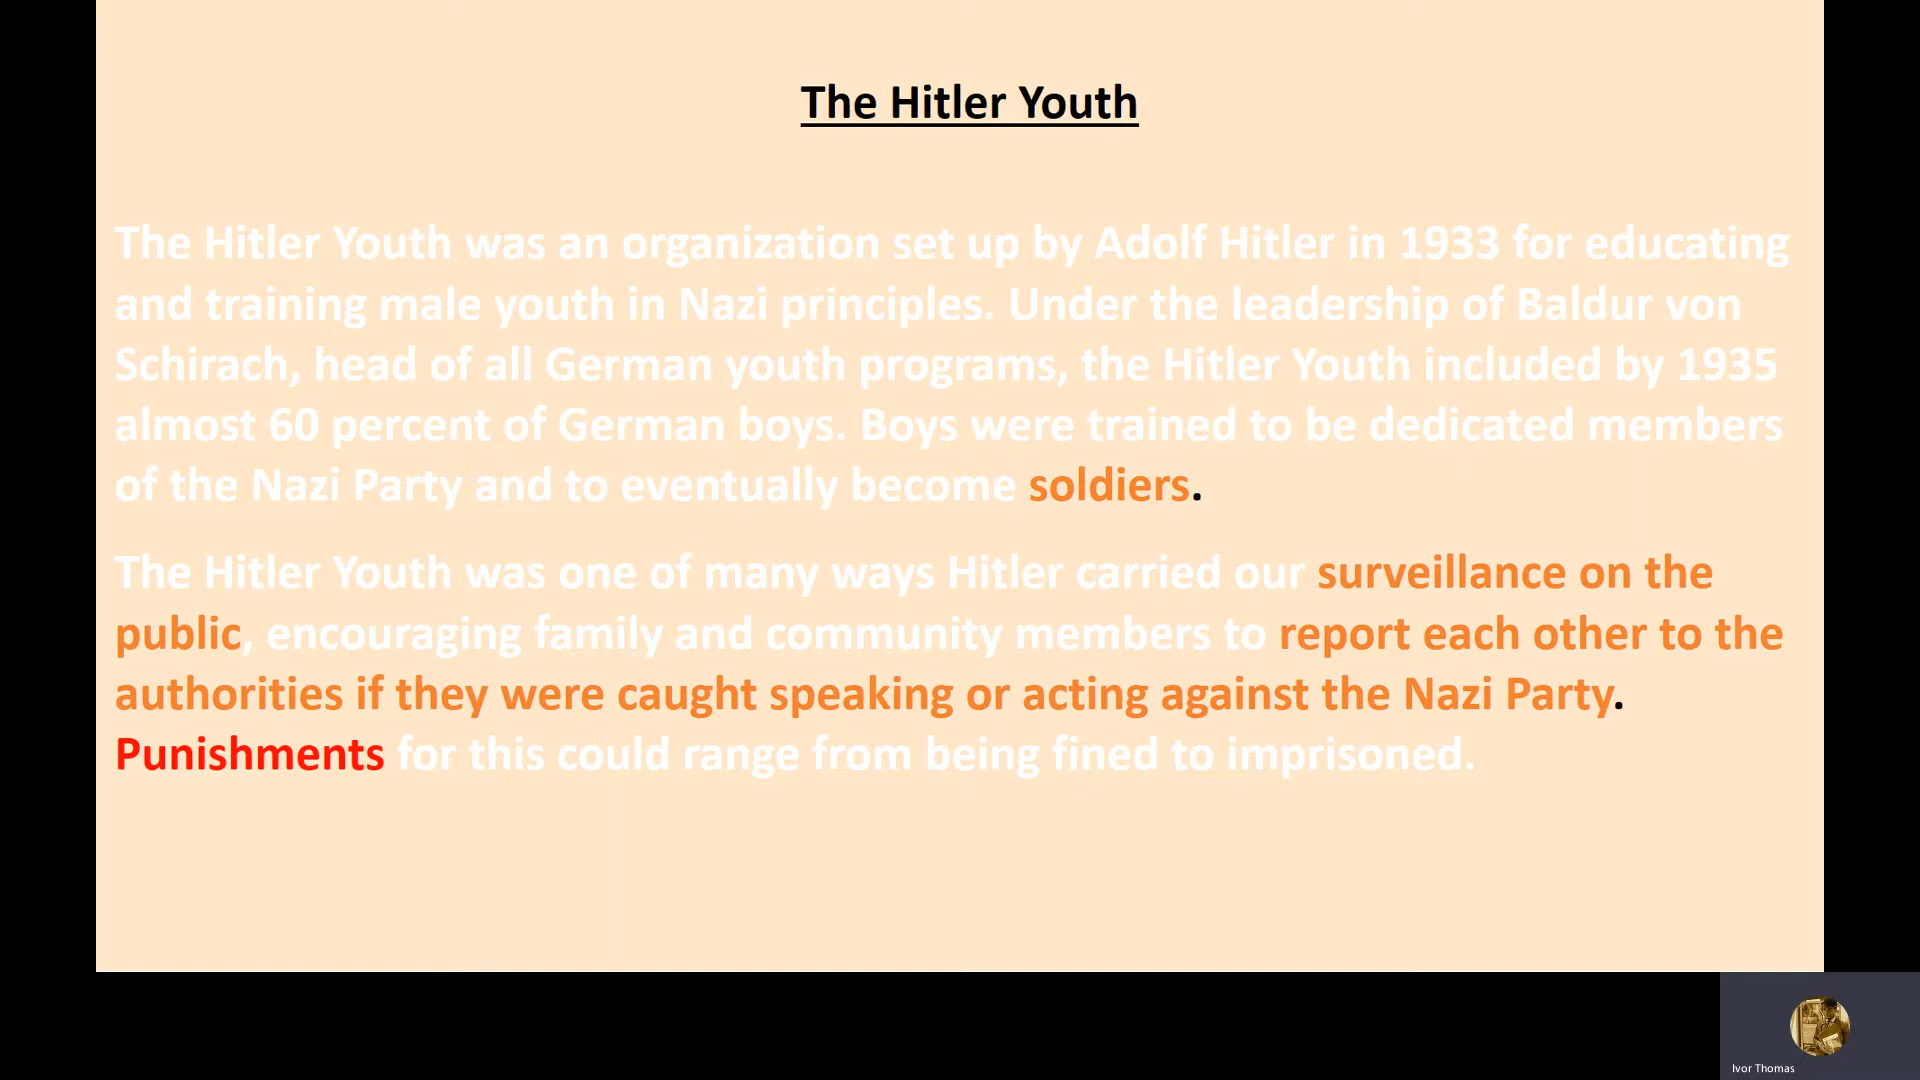 The Hitler Youth
The Hitler Youth was an organization set up by Adolf Hitler in 1933 for educating
and training male youth in Nazi principles. Under the leadership of Baldur von
Schirach, head of all German youth programs, the Hitler Youth included by 1935
almost 60 percent of German boys. Boys were trained to be dedicated members
of the Nazi Party and to eventually become soldiers.
The Hitler Youth was one of many ways Hitler carried our surveillance on the
public, encouraging family and community members to report each other to the
authorities if they were caught speaking or acting against the Nazi Party.
Punishments for this could range from being fined to imprisoned.
Ivor Thomas